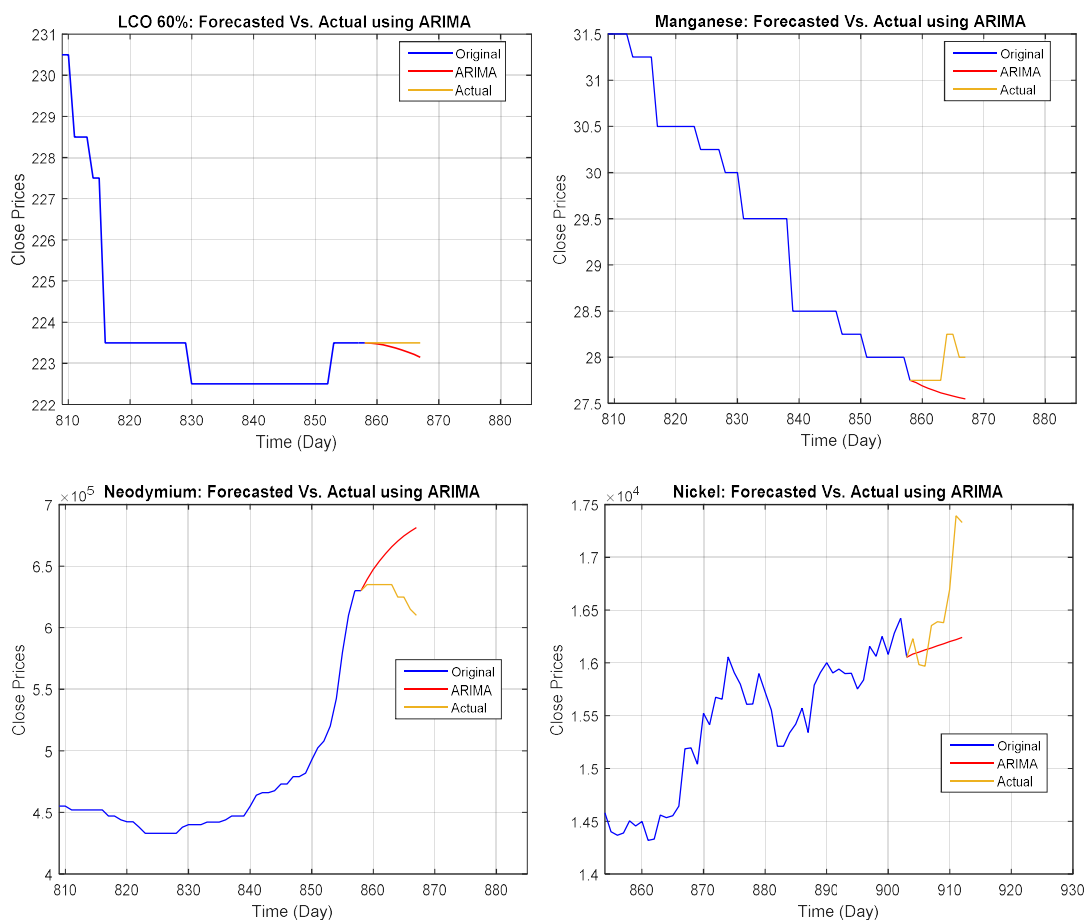 LCO 60%: Forecasted Vs. Actual using ARIMA
231
230
229
228
227
226
225
224
223
222
Close Prices
810 820 830 840 850 860 870 880
Time (Day)
Original
ARIMA
Actual
Manganese: Forecasted Vs. Actual using ARIMA
31.5
31
30.5
30
29.5
29
28.5
28
27.5
Close Prices
810 820 830 840 850 860 870 880
Time (Day)
Original
ARIMA
Actual
Neodymium: Forecasted Vs. Actual using ARIMA
×10⁵
7
6.5
6
5.5
5
4.5
4
Close Prices
810 820 830 840 850 860 870 880
Time (Day)
Original
ARIMA
Actual
Nickel: Forecasted Vs. Actual using ARIMA
×10⁴
1.75
1.7
1.65
1.6
1.55
1.5
1.45
1.4
Close Prices
860 870 880 890 900 910 920 930
Time (Day)
Original
ARIMA
Actual